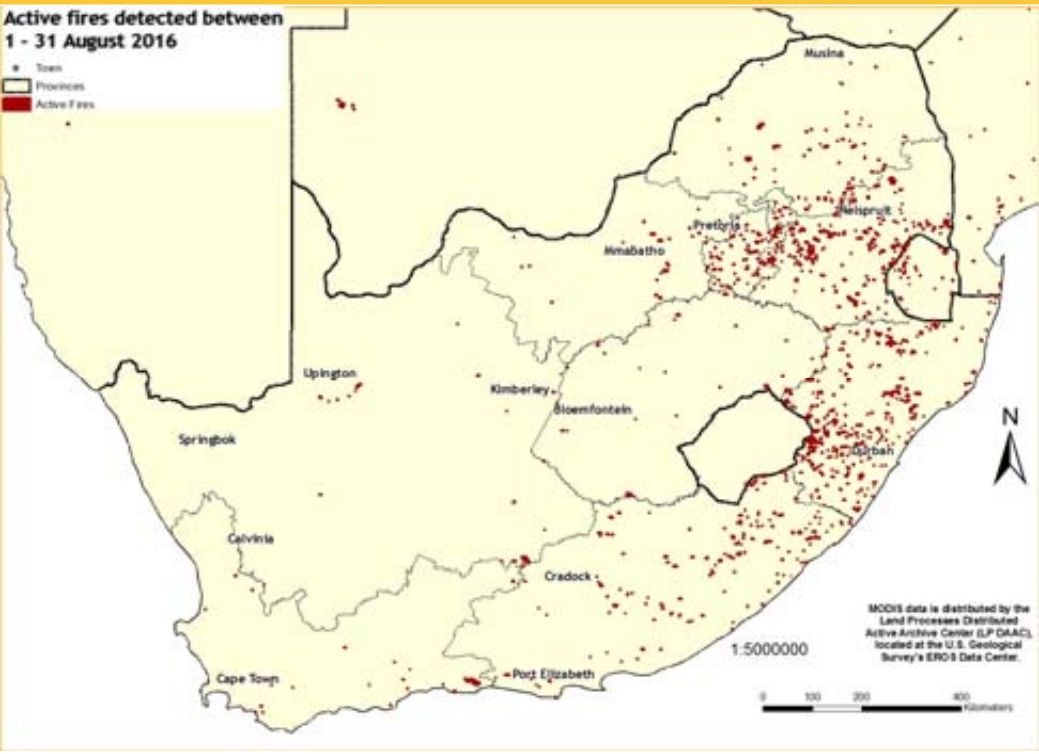 Active fires detected between
1 - 31 August 2016
Town
Provinces
Active Fires
Musina
Nelspruit
Pretoria
Mmabatho
Upington
Kimberley
Bloemfontein
Springbok
Durban
Calvinia
Cradock
Cape Town
Port Elizabeth
N
1:5000000
MODIS data is distributed by the
Land Processes Distributed
Active Archive Center (LP DAAC),
located at the U.S. Geological
Survey's EROS Data Center.
0 100 200 400
Kilometers